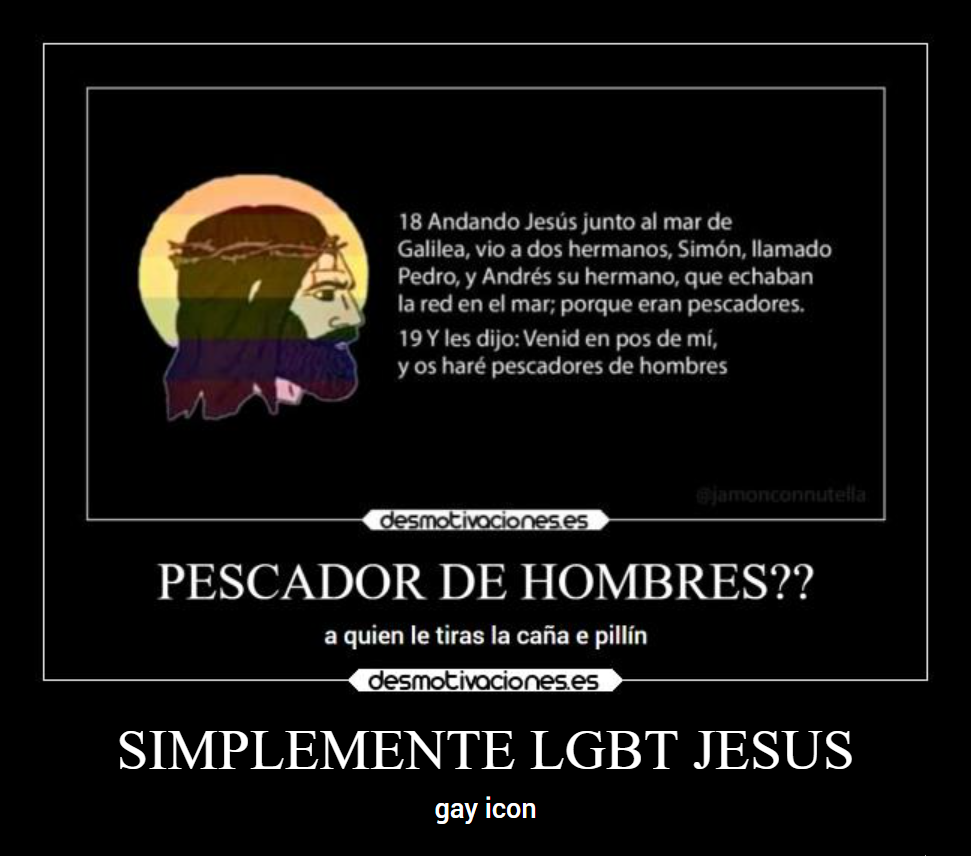 18 Andando Jesús junto al mar de
Galilea, vio a dos hermanos, Simón, llamado
Pedro, y Andrés su hermano, que echaban
la red en el mar; porque eran pescadores.
19 Y les dijo: Venid en pos de mí,
y os haré pescadores de hombres
@jamonconnutella
desmotivaciones.es
PESCADOR DE HOMBRES??
a quien le tiras la caña e pillín
desmotivaciones.es
SIMPLEMENTE LGBT JESUS
gay icon